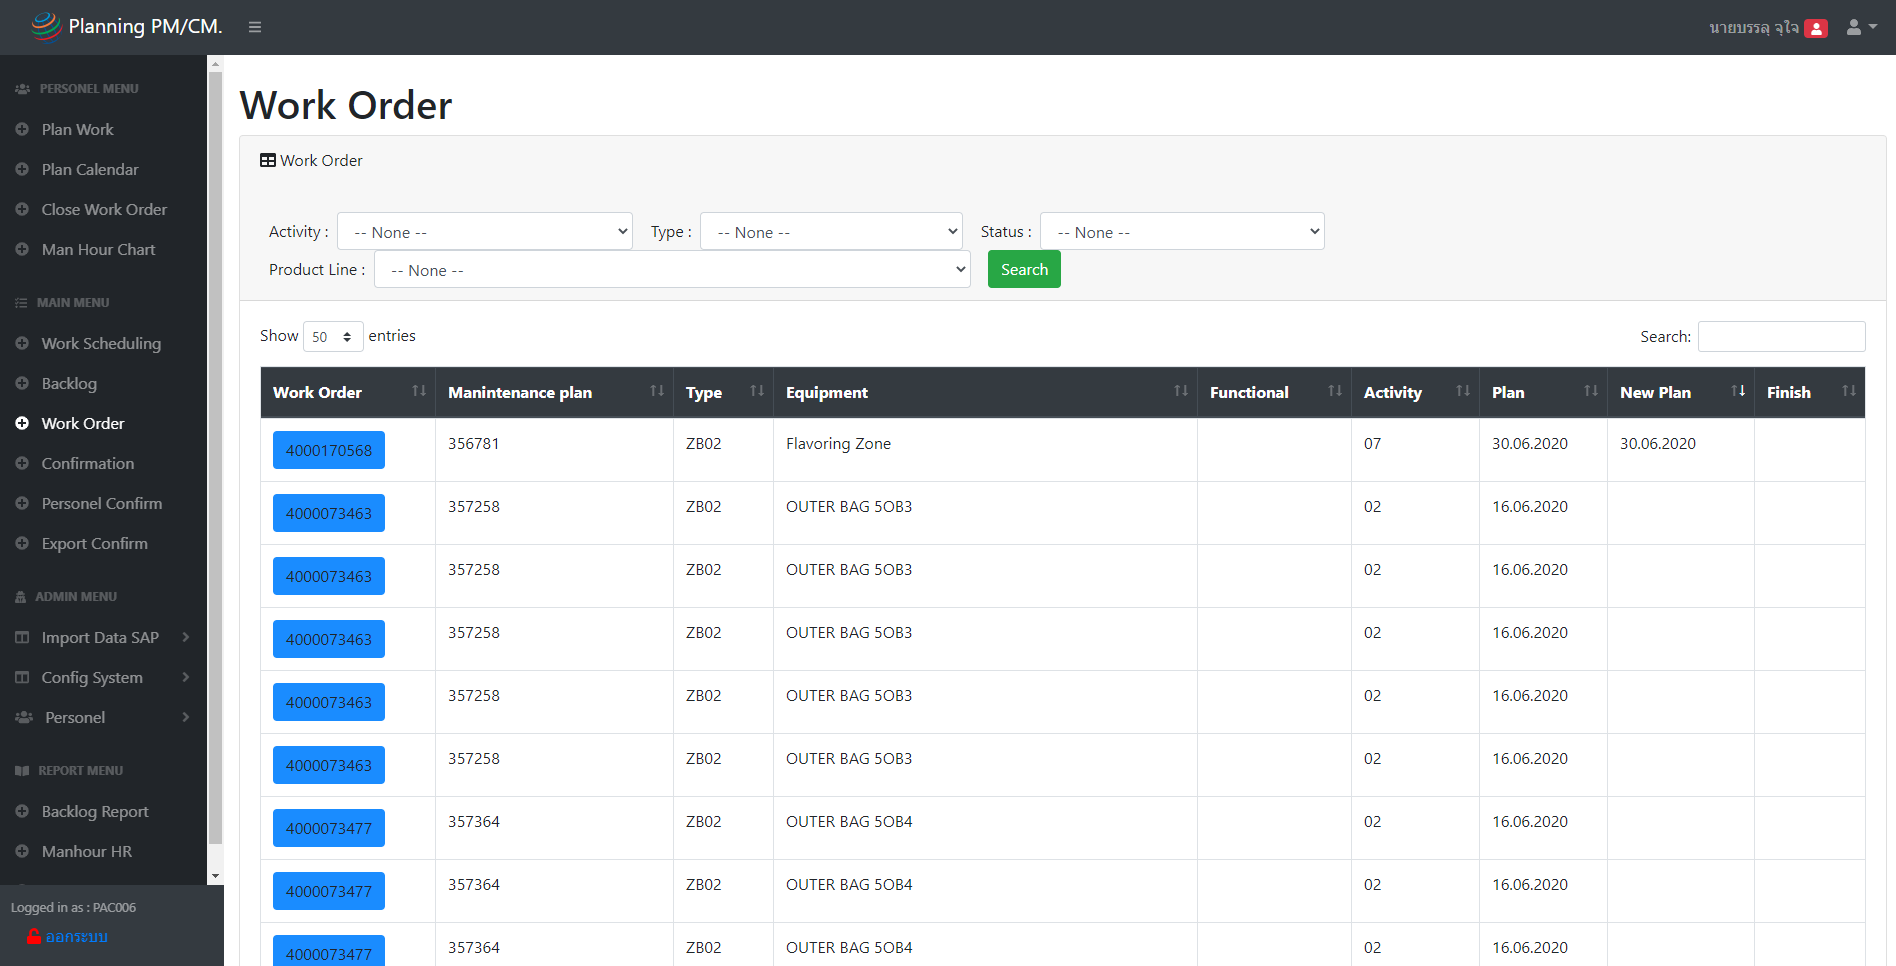 Planning PM/CM.
นายบรรลุ จุใจ
PERSONEL MENU
Plan Work
Plan Calendar
Close Work Order
Man Hour Chart
MAIN MENU
Work Scheduling
Backlog
Work Order
Confirmation
Personel Confirm
Export Confirm
ADMIN MENU
Import Data SAP
Config System
Personel
REPORT MENU
Backlog Report
Manhour HR
Logged in as : PAC006
ออกระบบ
Work Order
Work Order
Activity : -- None -- Type : -- None -- Status : -- None --
Product Line : -- None -- Search
Show 50 entries Search:
Work Order Manintenance plan Type Equipment Functional Activity Plan New Plan Finish
4000170568 356781 ZB02 Flavoring Zone 07 30.06.2020 30.06.2020
4000073463 357258 ZB02 OUTER BAG 5OB3 02 16.06.2020
4000073463 357258 ZB02 OUTER BAG 5OB3 02 16.06.2020
4000073463 357258 ZB02 OUTER BAG 5OB3 02 16.06.2020
4000073463 357258 ZB02 OUTER BAG 5OB3 02 16.06.2020
4000073463 357258 ZB02 OUTER BAG 5OB3 02 16.06.2020
4000073477 357364 ZB02 OUTER BAG 5OB4 02 16.06.2020
4000073477 357364 ZB02 OUTER BAG 5OB4 02 16.06.2020
4000073477 357364 ZB02 OUTER BAG 5OB4 02 16.06.2020